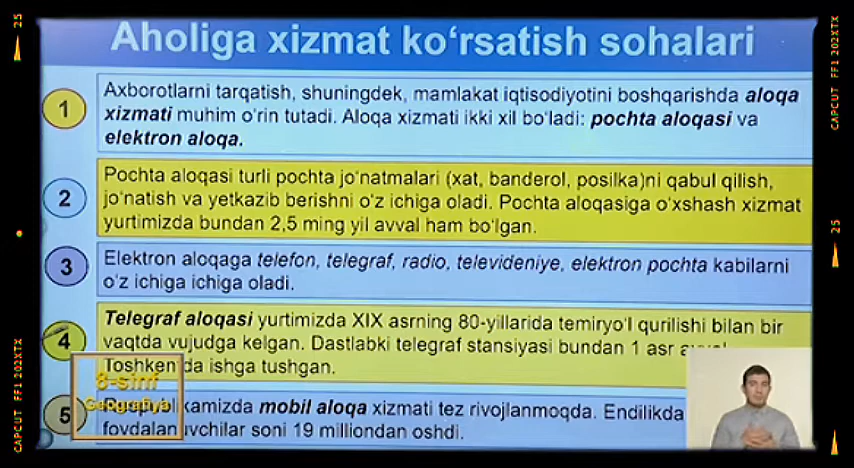 Aholiga xizmat ko‘rsatish sohalari
1
Axborotlarni tarqatish, shuningdek, mamlakat iqtisodiyotini boshqarishda aloqa
xizmati muhim o‘rin tutadi. Aloqa xizmati ikki xil bo‘ladi: pochta aloqasi va
elektron aloqa.
2
Pochta aloqasi turli pochta jo‘natmalari (xat, banderol, posilka)ni qabul qilish,
jo‘natish va yetkazib berishni o‘z ichiga oladi. Pochta aloqasiga o‘xshash xizmat
yurtimizda bundan 2,5 ming yil avval ham bo‘lgan.
3
Elektron aloqaga telefon, telegraf, radio, televideniye, elektron pochta kabilarni
o‘z ichiga ichiga oladi.
4
Telegraf aloqasi yurtimizda XIX asrning 80-yillarida temiryo‘l qurilishi bilan bir
vaqtda vujudga kelgan. Dastlabki telegraf stansiyasi bundan 1 asr
Toshkentda ishga tushgan.
5
mobil aloqa xizmati tez rivojlanmoqda. Endilikda
foydalanuvchilar soni 19 milliondan oshdi.
8-sinf
Geografiya
25
CAPCUT FF1 202XTX
CAPCUT FF1 202XTX
25
CAPCUT FF1 202XTX